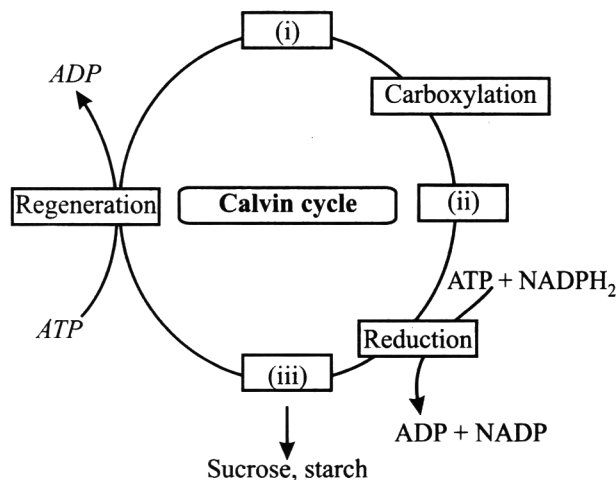 (i)
ADP
Carboxylation
Regeneration
Calvin cycle
(ii)
ATP + NADPH₂
ATP
Reduction
(iii)
ADP + NADP
Sucrose, starch